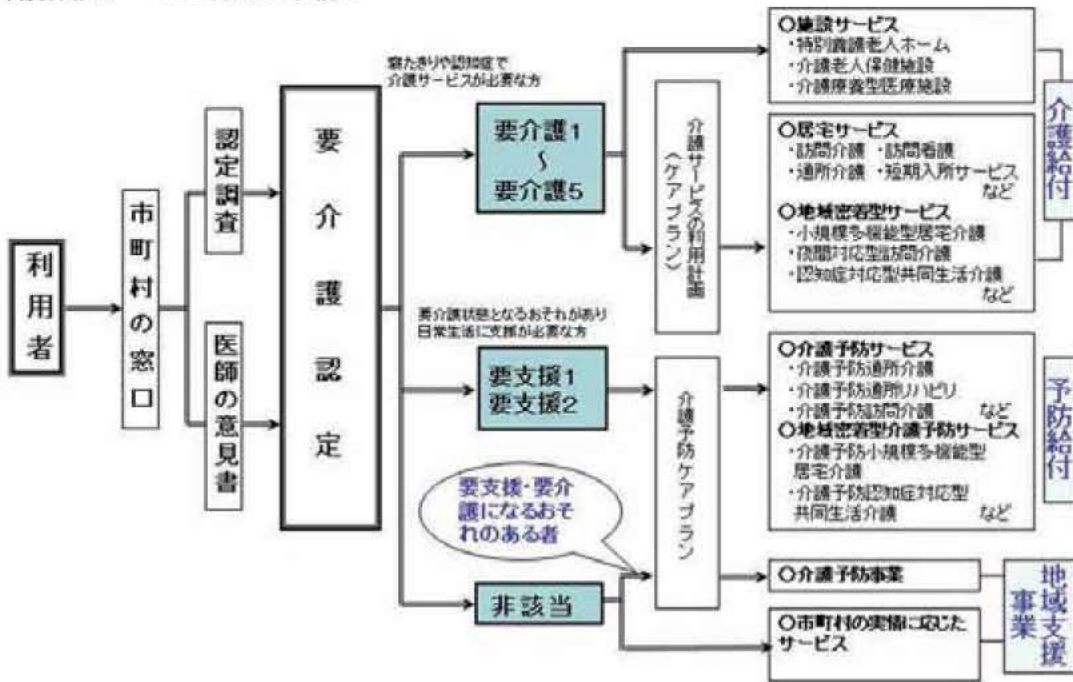 利用者
市町村の窓口
認定調査
医師の意見書
要介護認定
寝たきりや認知症で
介護サービスが必要な方
要介護1
～
要介護5
要介護状態となるおそれがあり
日常生活に支援が必要な方
要支援1
要支援2
要支援・要介
護になるおそ
れのある者
非該当
介護サービスの利用計画
（ケアプラン）
介護予防ケアプラン
○施設サービス
・特別養護老人ホーム
・介護老人保健施設
・介護療養型医療施設
○居宅サービス
・訪問介護 ・訪問看護
・通所介護 ・短期入所サービス
など
○地域密着型サービス
・小規模多機能型居宅介護
・夜間対応型訪問介護
・認知症対応型共同生活介護
など
介護給付
○介護予防サービス
・介護予防通所介護
・介護予防通所リハビリ
・介護予防訪問介護 など
○地域密着型介護予防サービス
・介護予防小規模多機能型
居宅介護
・介護予防認知症対応型
共同生活介護 など
予防給付
○介護予防事業
○市町村の実情に応じた
サービス
地域支援
事業